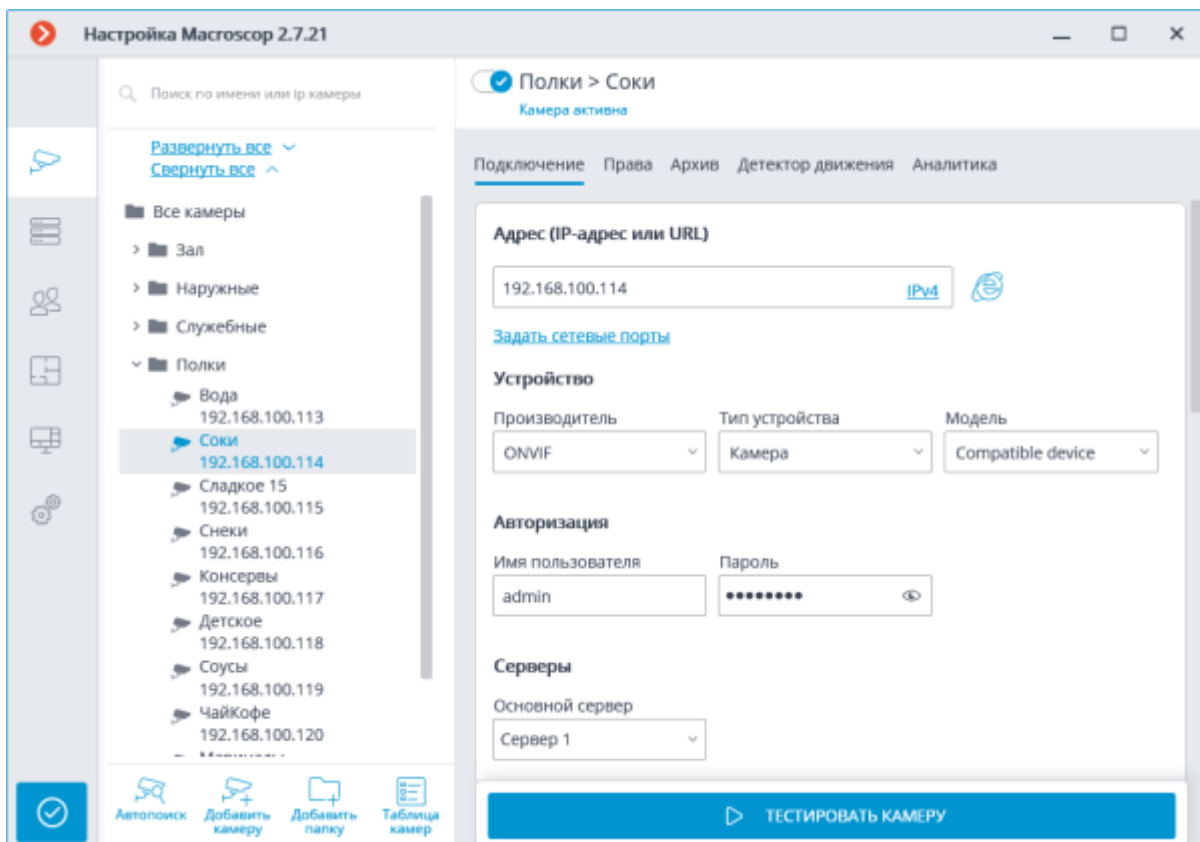 Настройка Macroscop 2.7.21
Поиск по имени или ip камеры
Развернуть все
Свернуть все
Все камеры
Зал
Наружные
Служебные
Полки
Вода
192.168.100.113
Соки
192.168.100.114
Сладкое 15
192.168.100.115
Снеки
192.168.100.116
Консервы
192.168.100.117
Детское
192.168.100.118
Соусы
192.168.100.119
ЧайКофе
192.168.100.120
Автопоиск
Добавить камеру
Добавить папку
Таблица камер
Полки > Соки
Камера активна
Подключение Права Архив Детектор движения Аналитика
Адрес (IP-адрес или URL)
192.168.100.114 IPv4
Задать сетевые порты
Устройство
Производитель Тип устройства Модель
ONVIF Камера Compatible device
Авторизация
Имя пользователя Пароль
admin ••••••••
Серверы
Основной сервер
Сервер 1
ТЕСТИРОВАТЬ КАМЕРУ